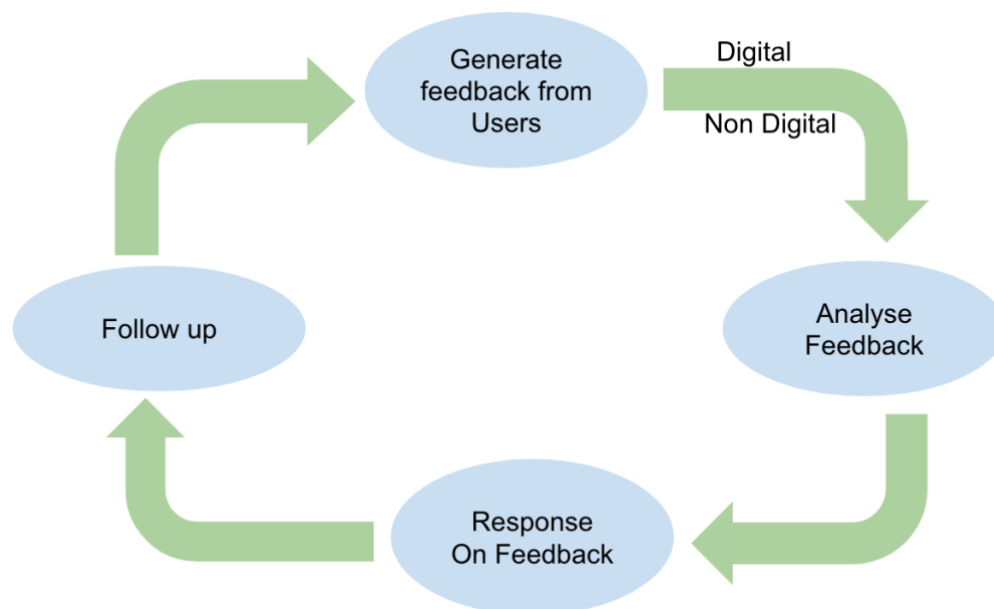 Generate
feedback from
Users
Digital
Non Digital
Analyse
Feedback
Response
On Feedback
Follow up